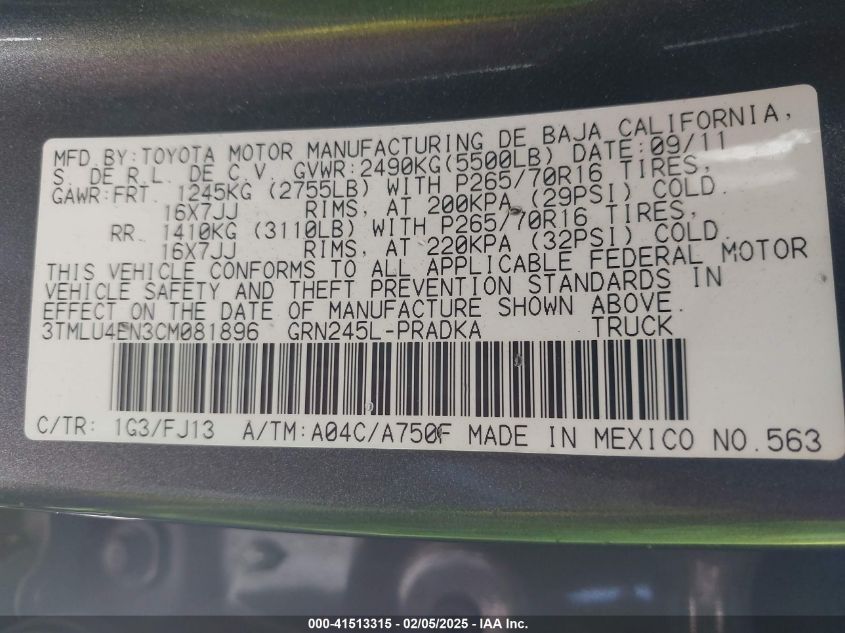 MFD.BY:TOYOTA MOTOR MANUFACTURING DE BAJA CALIFORNIA,
S. DE R.L. DE C.V. GVWR:2490KG(5500LB) DATE:09/11
GAWR:FRT. 1245KG (2755LB) WITH P265/70R16 TIRES,
16X7JJ RIMS, AT 200KPA (29PSI) COLD.
RR. 1410KG (3110LB) WITH P265/70R16 TIRES,
16X7JJ RIMS, AT 220KPA (32PSI) COLD.
THIS VEHICLE CONFORMS TO ALL APPLICABLE FEDERAL MOTOR
VEHICLE SAFETY AND THEFT PREVENTION STANDARDS IN
EFFECT ON THE DATE OF MANUFACTURE SHOWN ABOVE.
3TMLU4EN3CM081896 GRN245L-PRADKA TRUCK
C/TR: 1G3/FJ13 A/TM:A04C/A750F MADE IN MEXICO NO.563
000-41513315 - 02/05/2025 - IAA Inc.